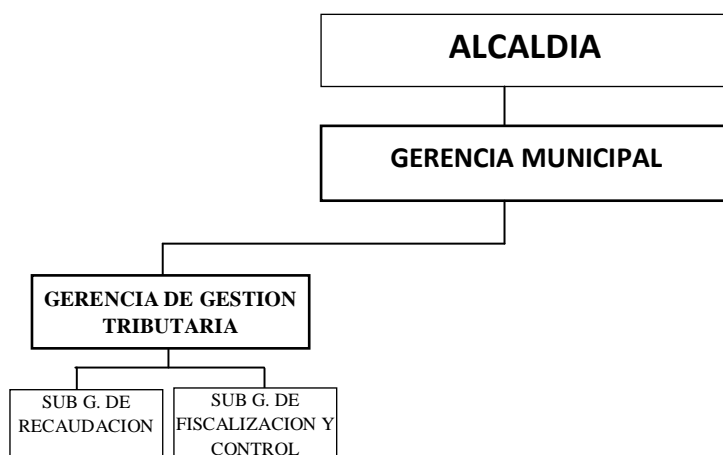 ALCALDIA
GERENCIA MUNICIPAL
GERENCIA DE GESTION
TRIBUTARIA
SUB G. DE
RECAUDACION
SUB G. DE
FISCALIZACION Y
CONTROL